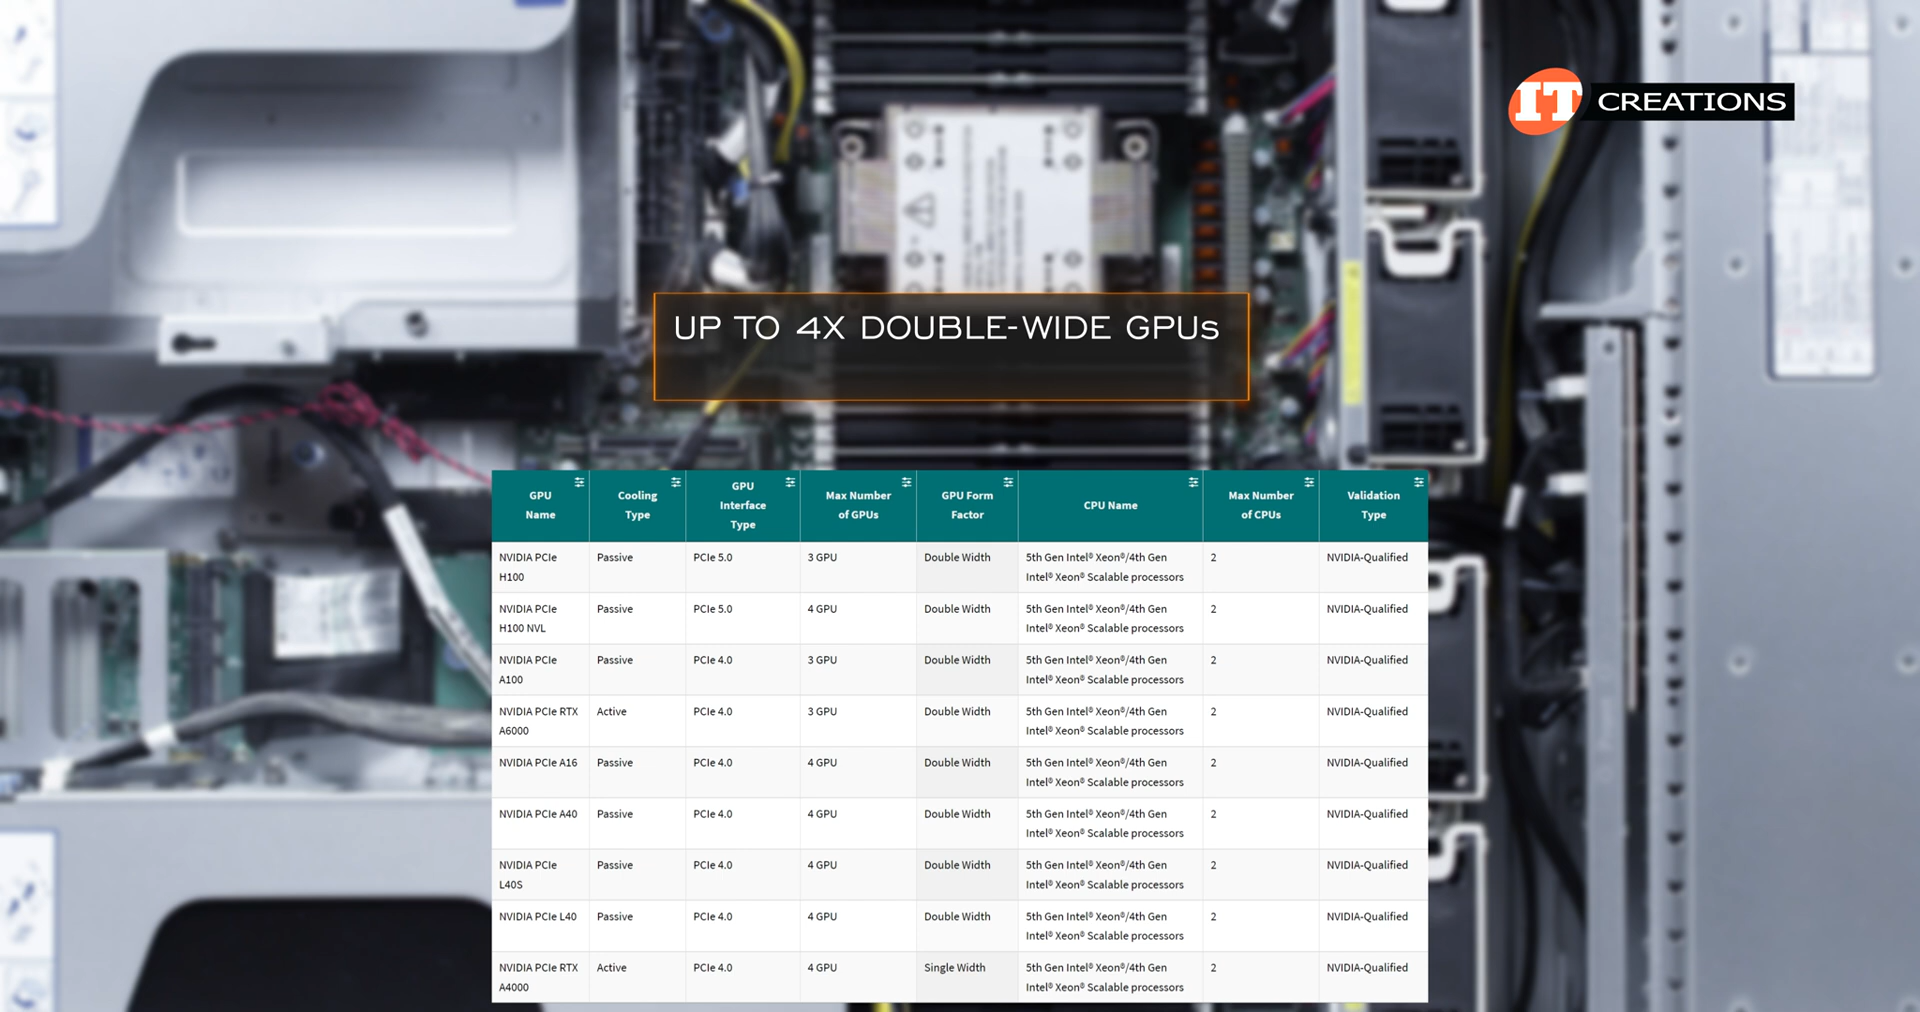 IT CREATIONS
UP TO 4X DOUBLE-WIDE GPUs
GPU Name
Cooling Type
GPU Interface Type
Max Number of GPUs
GPU Form Factor
CPU Name
Max Number of CPUs
Validation Type
NVIDIA PCIe H100 Passive PCIe 5.0 3 GPU Double Width 5th Gen Intel® Xeon®/4th Gen Intel® Xeon® Scalable processors 2 NVIDIA-Qualified
NVIDIA PCIe H100 NVL Passive PCIe 5.0 4 GPU Double Width 5th Gen Intel® Xeon®/4th Gen Intel® Xeon® Scalable processors 2 NVIDIA-Qualified
NVIDIA PCIe A100 Passive PCIe 4.0 3 GPU Double Width 5th Gen Intel® Xeon®/4th Gen Intel® Xeon® Scalable processors 2 NVIDIA-Qualified
NVIDIA PCIe RTX A6000 Active PCIe 4.0 3 GPU Double Width 5th Gen Intel® Xeon®/4th Gen Intel® Xeon® Scalable processors 2 NVIDIA-Qualified
NVIDIA PCIe A16 Passive PCIe 4.0 4 GPU Double Width 5th Gen Intel® Xeon®/4th Gen Intel® Xeon® Scalable processors 2 NVIDIA-Qualified
NVIDIA PCIe A40 Passive PCIe 4.0 4 GPU Double Width 5th Gen Intel® Xeon®/4th Gen Intel® Xeon® Scalable processors 2 NVIDIA-Qualified
NVIDIA PCIe L40S Passive PCIe 4.0 4 GPU Double Width 5th Gen Intel® Xeon®/4th Gen Intel® Xeon® Scalable processors 2 NVIDIA-Qualified
NVIDIA PCIe L40 Passive PCIe 4.0 4 GPU Double Width 5th Gen Intel® Xeon®/4th Gen Intel® Xeon® Scalable processors 2 NVIDIA-Qualified
NVIDIA PCIe RTX A4000 Active PCIe 4.0 4 GPU Single Width 5th Gen Intel® Xeon®/4th Gen Intel® Xeon® Scalable processors 2 NVIDIA-Qualified